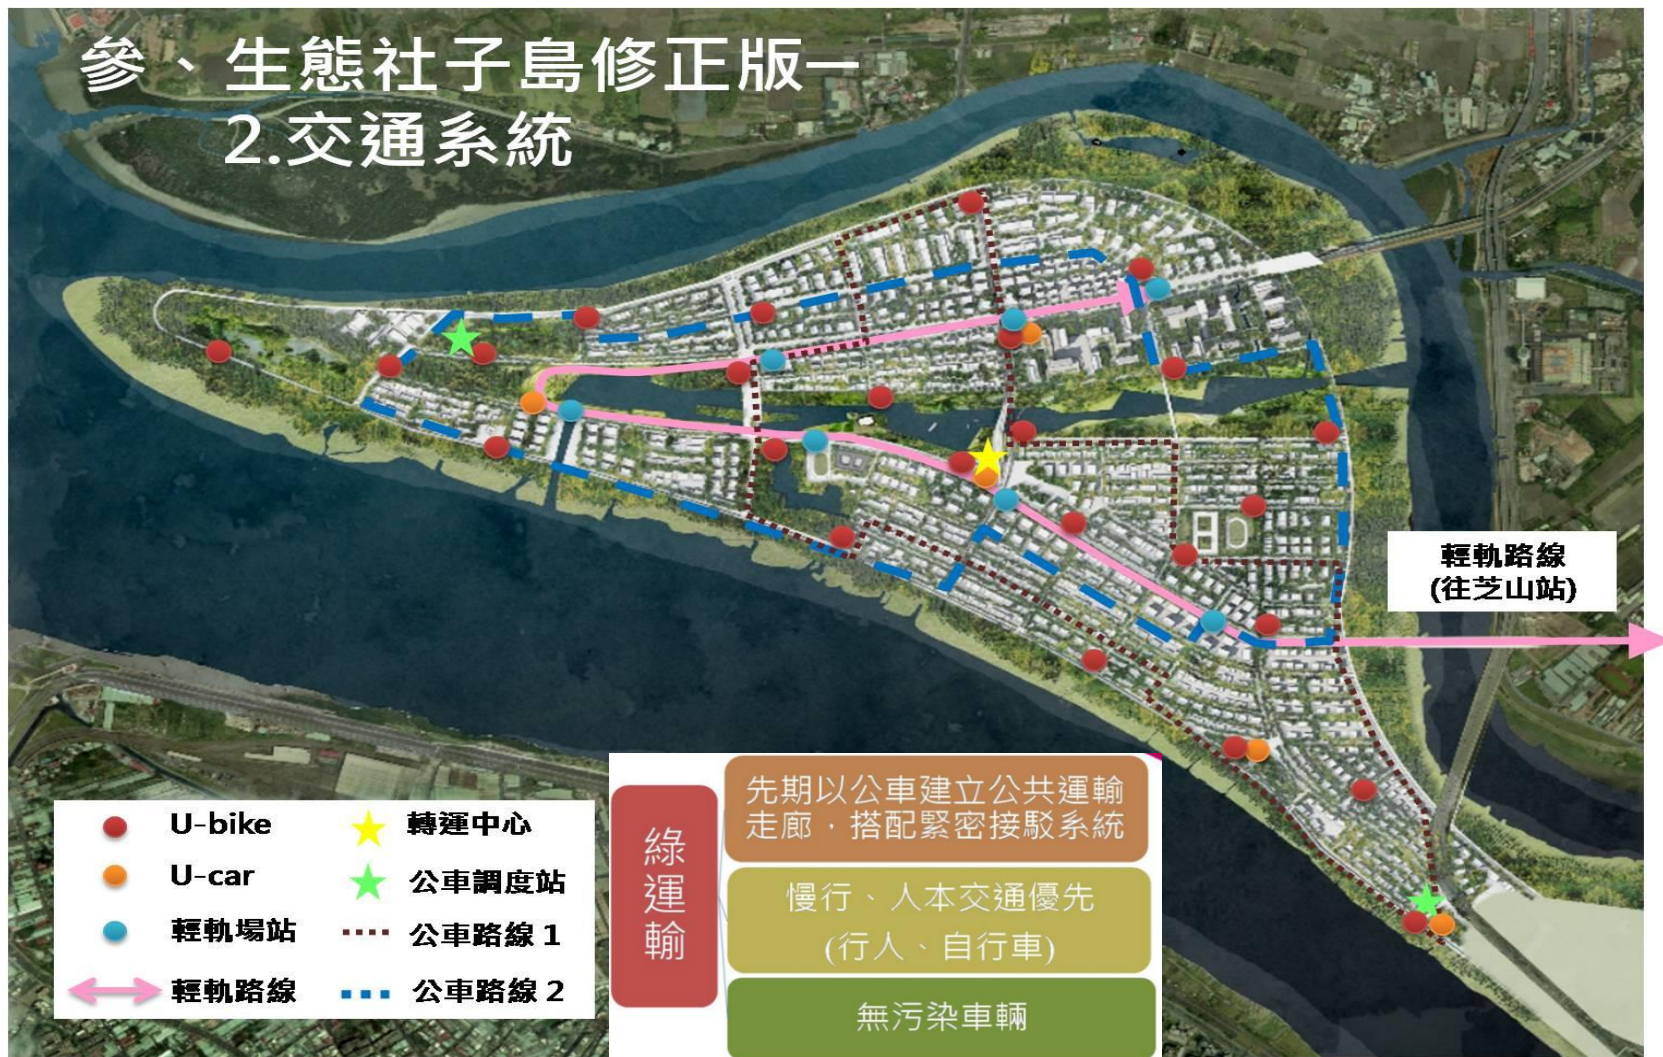 參、生態社子島修正版一
2.交通系統
輕軌路線
(往芝山站)
U-bike
U-car
輕軌場站
輕軌路線
轉運中心
公車調度站
公車路線 1
公車路線 2
綠運輸
先期以公車建立公共運輸
走廊，搭配緊密接駁系統
慢行、人本交通優先
(行人、自行車)
無污染車輛